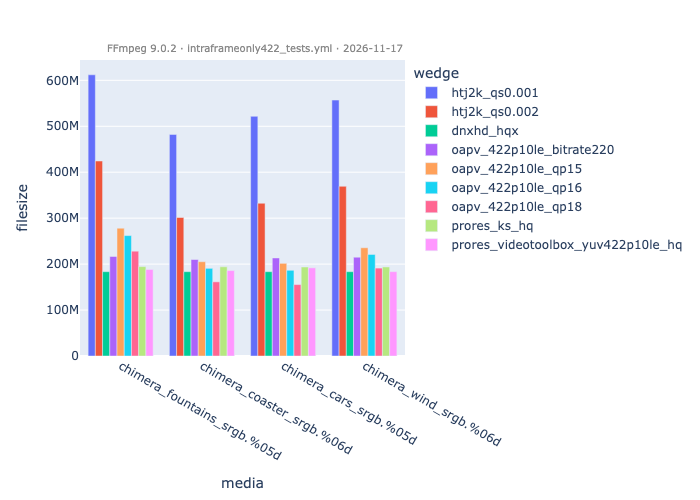 FFmpeg 9.0.2 · intraframeonly422_tests.yml · 2026-11-17
wedge
htj2k_qs0.001
htj2k_qs0.002
dnxhd_hqx
oapv_422p10le_bitrate220
oapv_422p10le_qp15
oapv_422p10le_qp16
oapv_422p10le_qp18
prores_ks_hq
prores_videotoolbox_yuv422p10le_hq
filesize
600M
500M
400M
300M
200M
100M
0
chimera_fountains_srgb.%05d
chimera_coaster_srgb.%06d
chimera_cars_srgb.%05d
chimera_wind_srgb.%06d
media